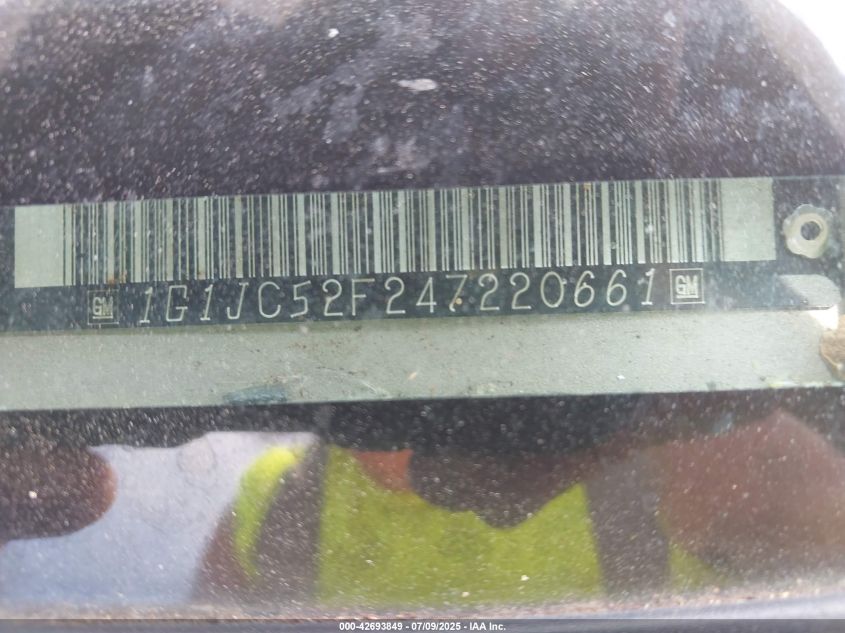 GM 1G1JC52F247220661 GM
000-42693849 - 07/09/2025 - IAA Inc.